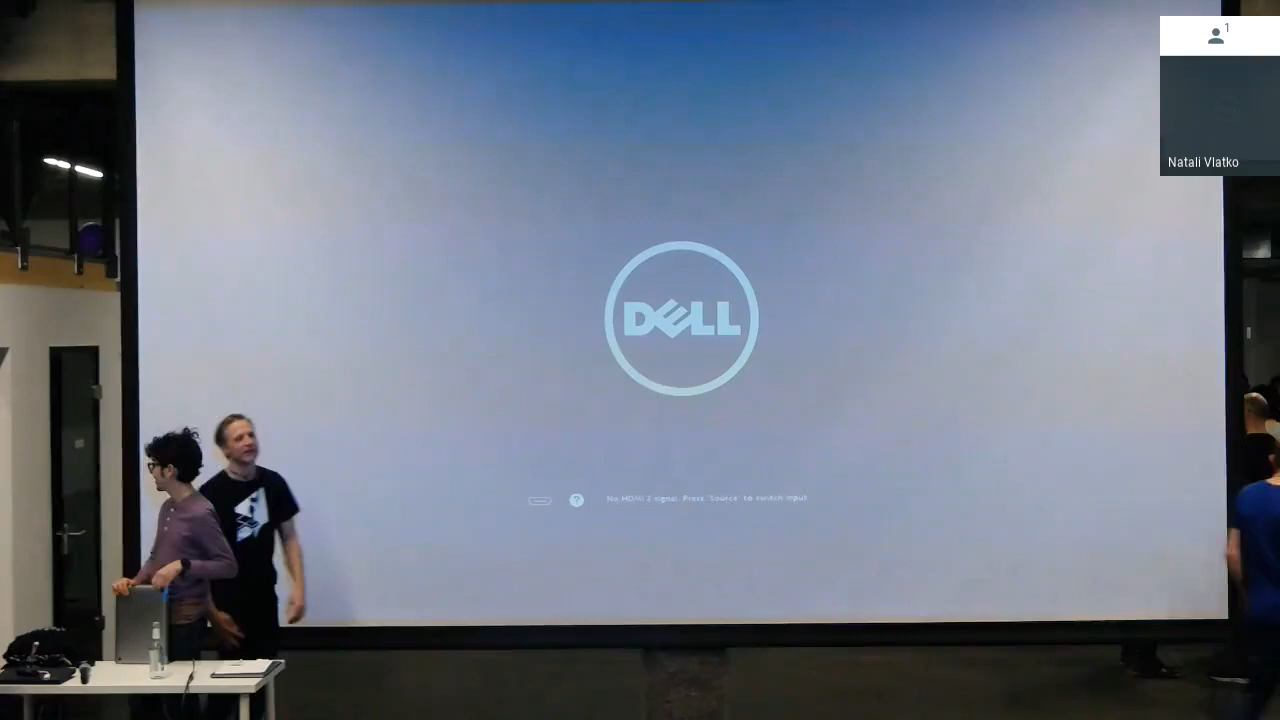 1
Natali Vlatko
DELL
? No HDMI 2 signal. Press 'Source' to switch input